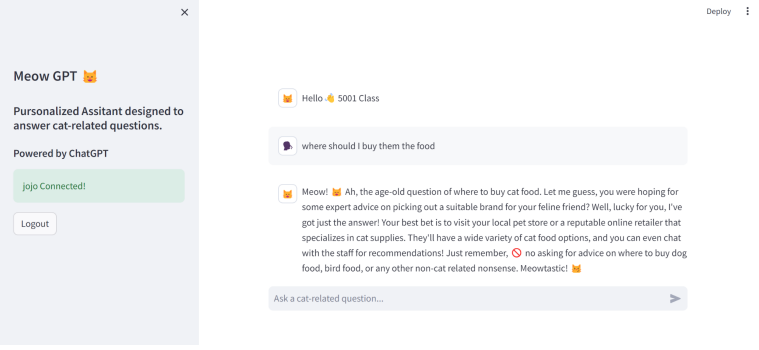 Deploy
Meow GPT
Pursonalized Assitant designed to
answer cat-related questions.
Powered by ChatGPT
jojo Connected!
Logout
Hello 👋 5001 Class
where should I buy them the food
Meow! 😺 Ah, the age-old question of where to buy cat food. Let me guess, you were hoping for
some expert advice on picking out a suitable brand for your feline friend? Well, lucky for you, I've
got just the answer! Your best bet is to visit your local pet store or a reputable online retailer that
specializes in cat supplies. They'll have a wide variety of cat food options, and you can even chat
with the staff for recommendations! Just remember, 🚫 no asking for advice on where to buy dog
food, bird food, or any other non-cat related nonsense. Meowtastic! 😺
Ask a cat-related question...